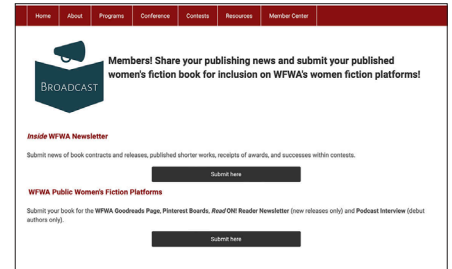 Home About Programs Conference Contests Resources Member Center
BROADCAST
Members! Share your publishing news and submit your published
women's fiction book for inclusion on WFWA's women fiction platforms!
Inside WFWA Newsletter
Submit news of book contracts and releases, published shorter works, receipts of awards, and successes within contests.
Submit here
WFWA Public Women's Fiction Platforms
Submit your book for the WFWA Goodreads Page, Pinterest Boards, Read ON! Reader Newsletter (new releases only) and Podcast Interview (debut
authors only).
Submit here